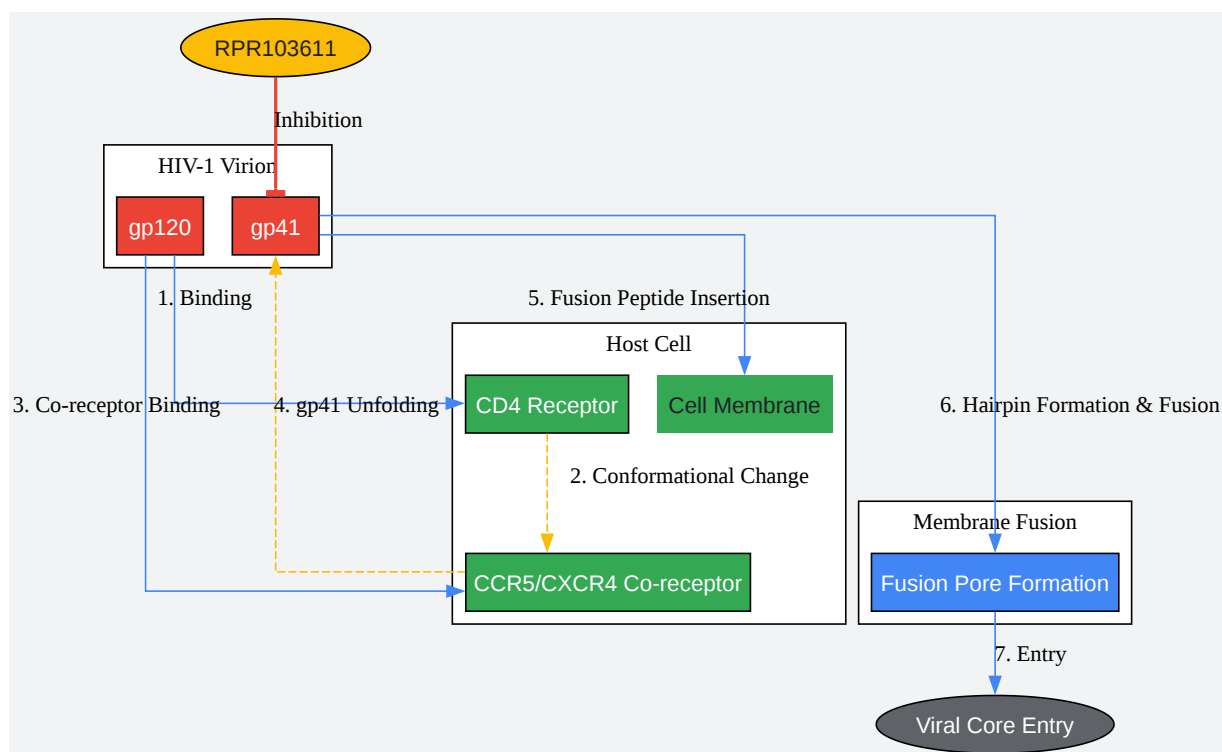 RPR103611
Inhibition
HIV-1 Virion
gp120
gp41
1. Binding
5. Fusion Peptide Insertion
Host Cell
CD4 Receptor
Cell Membrane
3. Co-receptor Binding
4. gp41 Unfolding
6. Hairpin Formation & Fusion
2. Conformational Change
Membrane Fusion
CCR5/CXCR4 Co-receptor
Fusion Pore Formation
7. Entry
Viral Core Entry